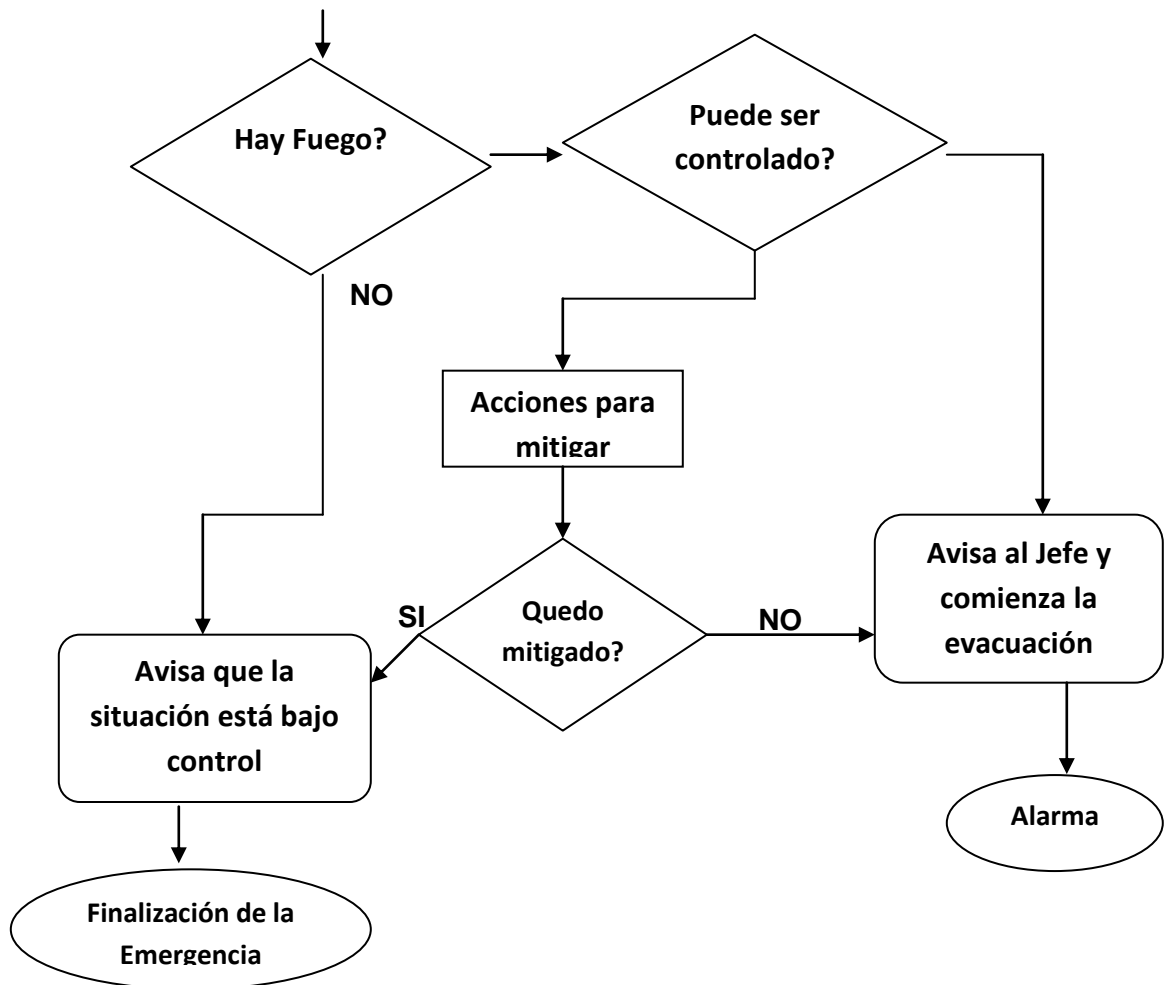 Hay Fuego?
Puede ser
controlado?
NO
Acciones para
mitigar
Quedo
mitigado?
SI
NO
Avisa al Jefe y
comienza la
evacuación
Avisa que la
situación está bajo
control
Alarma
Finalización de la
Emergencia